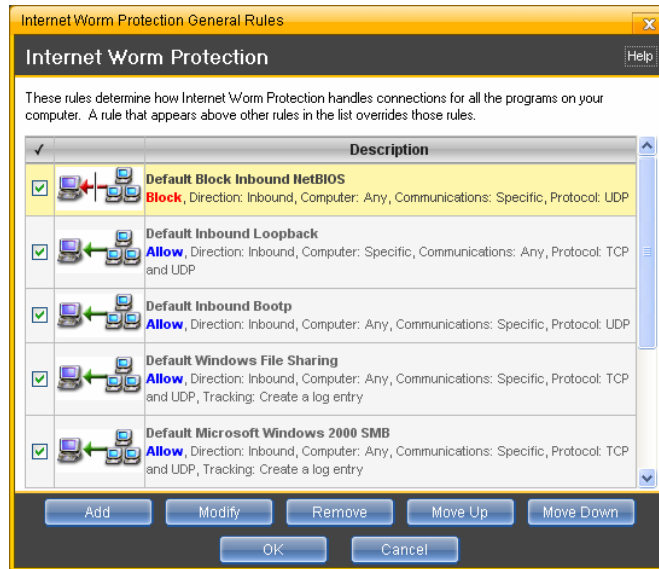 Internet Worm Protection General Rules
Internet Worm Protection
Help
These rules determine how Internet Worm Protection handles connections for all the programs on your
computer. A rule that appears above other rules in the list overrides those rules.
✓ Description
Default Block Inbound NetBIOS
Block, Direction: Inbound, Computer: Any, Communications: Specific, Protocol: UDP
Default Inbound Loopback
Allow, Direction: Inbound, Computer: Specific, Communications: Any, Protocol: TCP
and UDP
Default Inbound Bootp
Allow, Direction: Inbound, Computer: Any, Communications: Specific, Protocol: UDP
Default Windows File Sharing
Allow, Direction: Inbound, Computer: Any, Communications: Specific, Protocol: TCP
and UDP, Tracking: Create a log entry
Default Microsoft Windows 2000 SMB
Allow, Direction: Inbound, Computer: Any, Communications: Specific, Protocol: TCP
and UDP, Tracking: Create a log entry
Add Modify Remove Move Up Move Down
OK Cancel